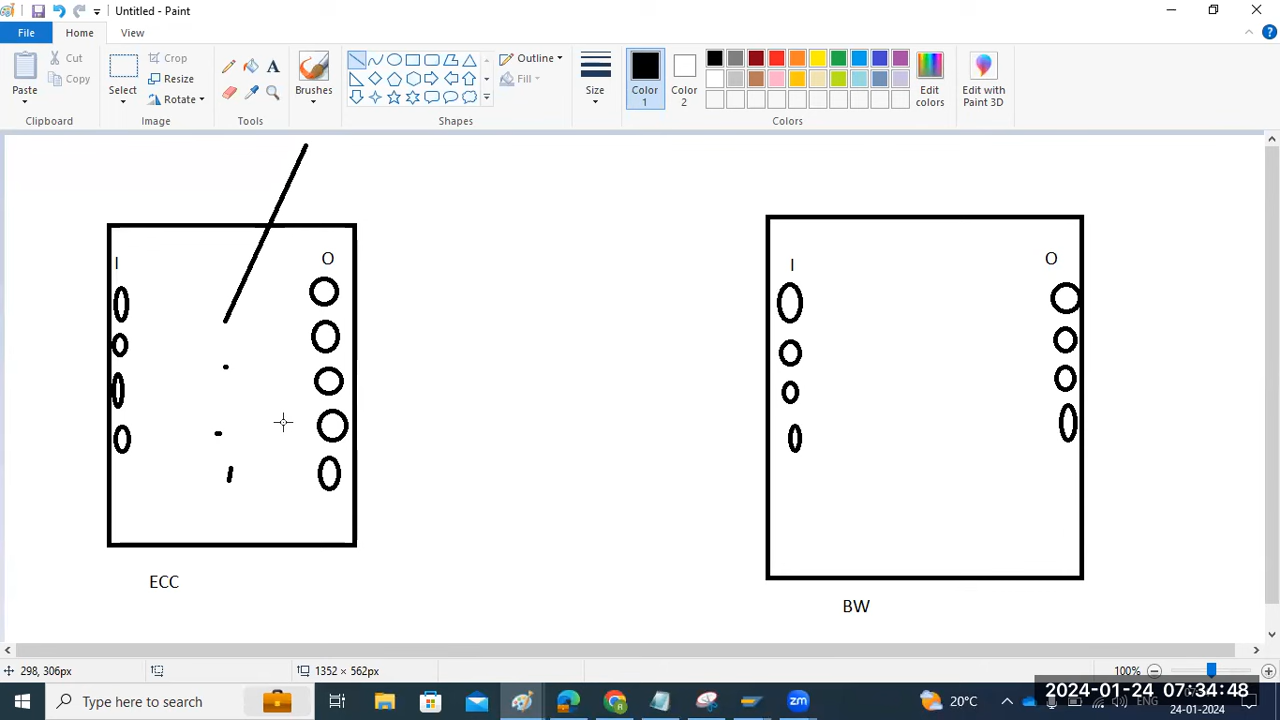 Untitled - Paint
File
Home
View
Paste
Cut
Copy
Clipboard
Select
Crop
Resize
Rotate
Image
A
Tools
Brushes
Shapes
Outline
Fill
Size
Color 1
Color 2
Edit colors
Colors
Edit with Paint 3D
I
O
ECC
I
O
BW
298, 306px
1352 × 562px
100%
Type here to search
zm
20°C
ENG
2024-01-24 07:34:48
24-01-2024